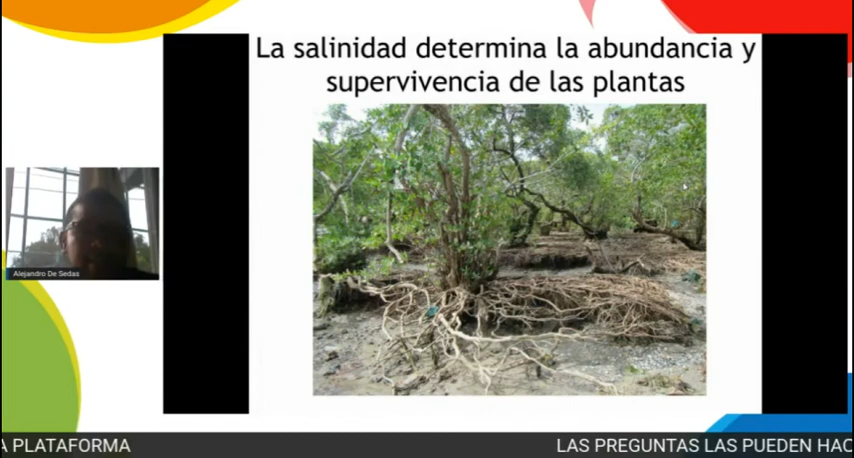 La salinidad determina la abundancia y
supervivencia de las plantas
Alejandro De Sedas
A PLATAFORMA
LAS PREGUNTAS LAS PUEDEN HAC